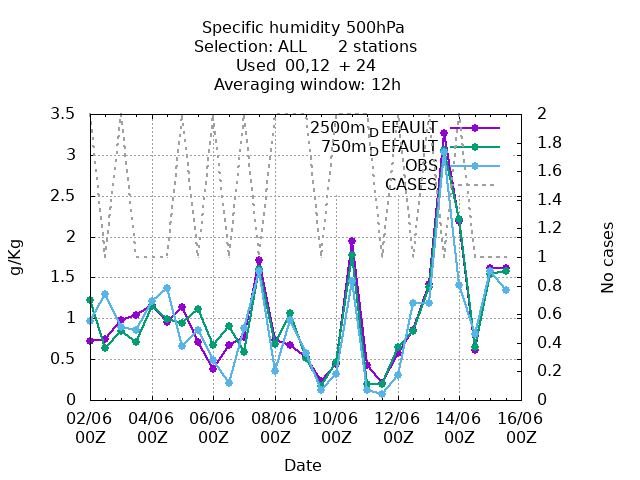 Specific humidity 500hPa
Selection: ALL 2 stations
Used 00,12 + 24
Averaging window: 12h
g/Kg
3.5
3
2.5
2
1.5
1
0.5
0
2500m_DEFAULT
750m_DEFAULT
OBS
CASES
2
1.8
1.6
1.4
1.2
1
0.8
0.6
0.4
0.2
0
No cases
02/06 04/06 06/06 08/06 10/06 12/06 14/06 16/06
00Z 00Z 00Z 00Z 00Z 00Z 00Z 00Z
Date